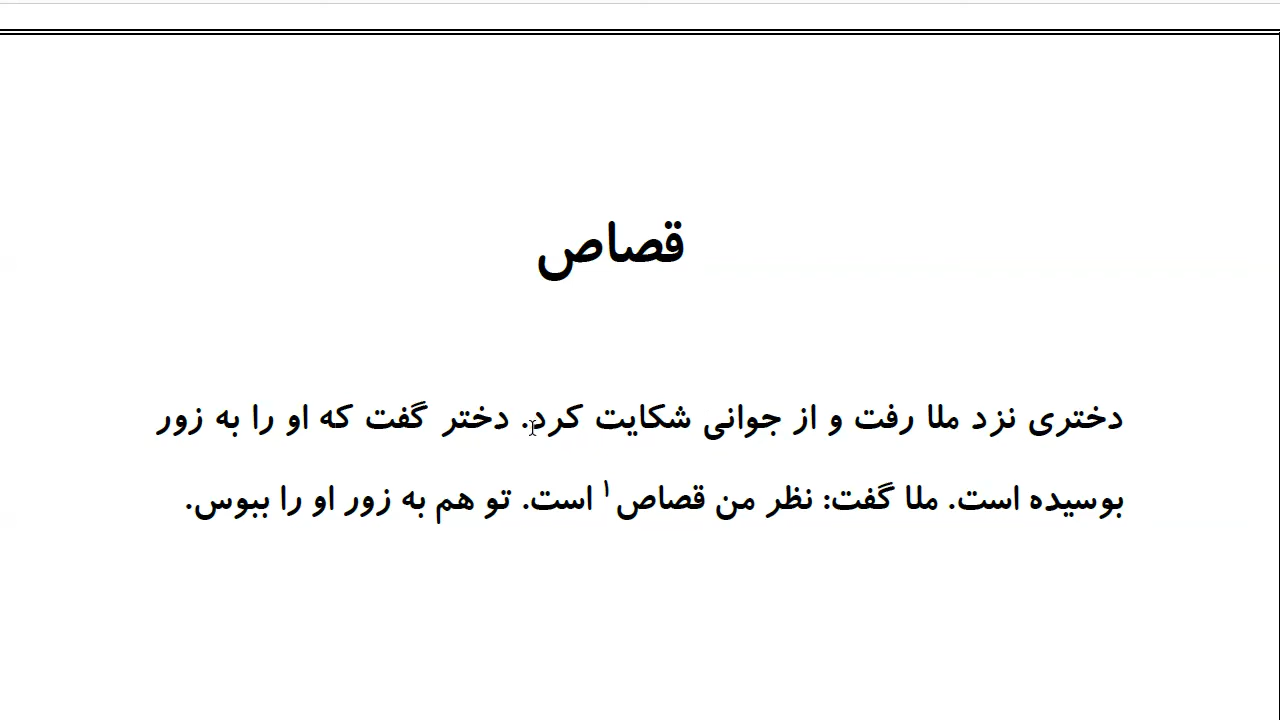 قصاص
دختری نزد ملا رفت و از جوانی شکایت کرد. دختر گفت که او را به زور
بوسیده است. ملا گفت: نظر من قصاص۱ است. تو هم به زور او را ببوس.